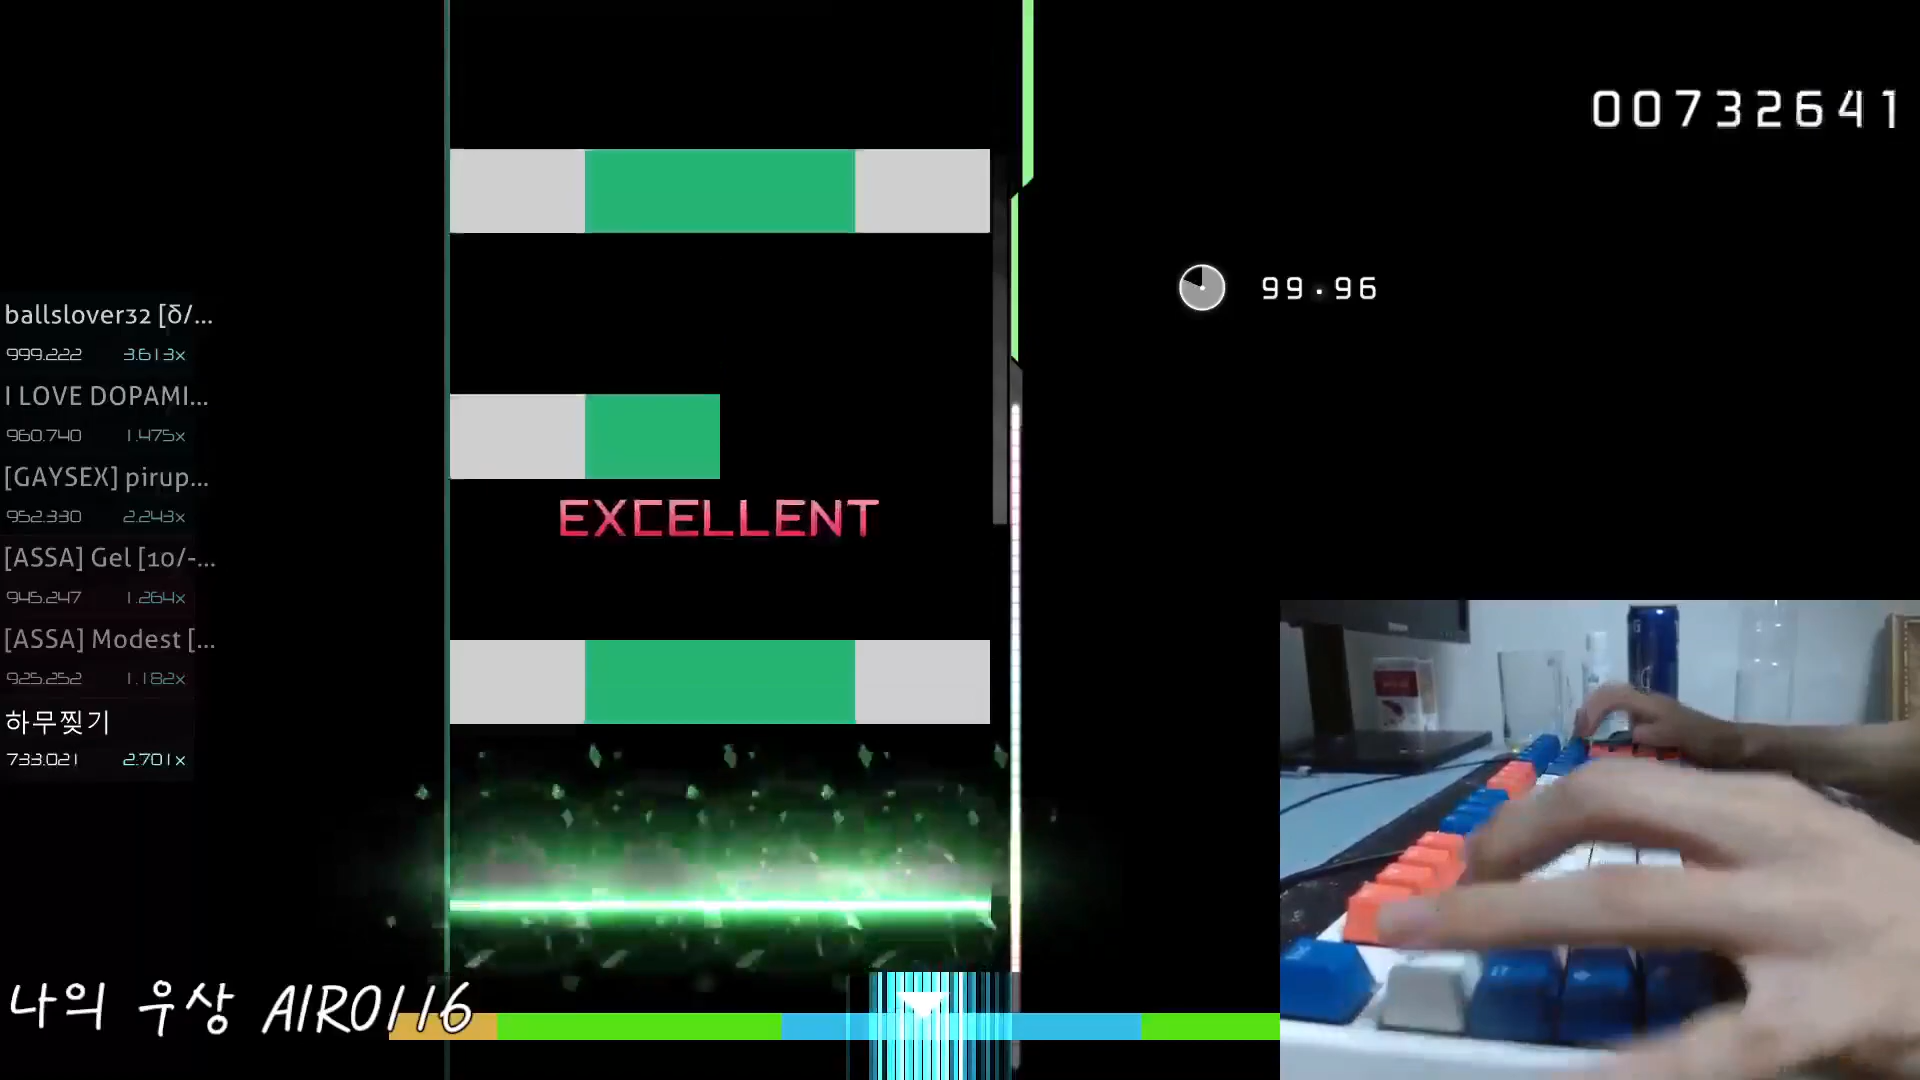 00732641
99.96
ballslover32 [δ/...
999.222 3.613x
I LOVE DOPAMI...
960.740 1.475x
[GAYSEX] pirup...
952.330 2.243x
[ASSA] Gel [10/-...
945.247 1.264x
[ASSA] Modest [...
925.252 1.182x
하무찢기
733.021 2.701x
EXCELLENT
나의 우상 AIR0116